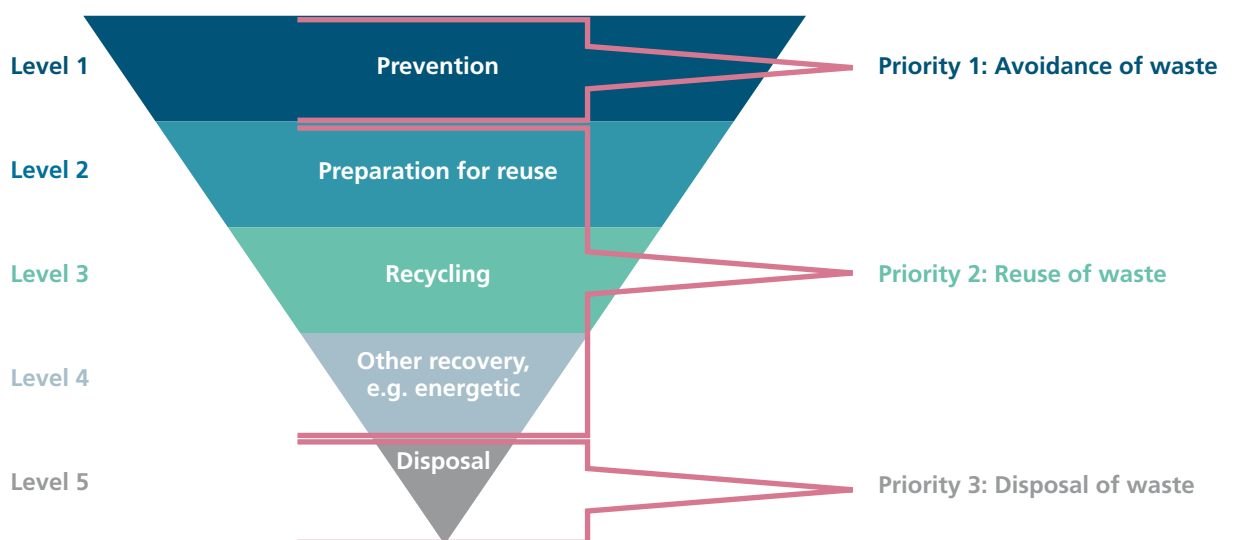 Level 1
Prevention
Priority 1: Avoidance of waste
Level 2
Preparation for reuse
Level 3
Recycling
Priority 2: Reuse of waste
Level 4
Other recovery,
e.g. energetic
Level 5
Disposal
Priority 3: Disposal of waste